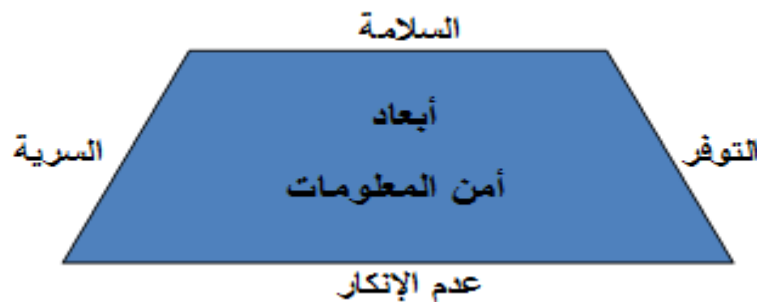 السلامة
أبعاد
السرية
التوفر
أمن المعلومات
عدم الإنكار